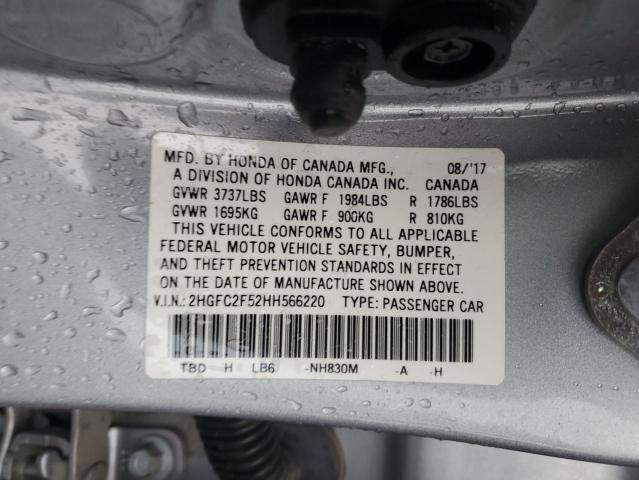 MFD. BY HONDA OF CANADA MFG., 08/'17
A DIVISION OF HONDA CANADA INC. CANADA
GVWR 3737LBS GAWR F 1984LBS R 1786LBS
GVWR 1695KG GAWR F 900KG R 810KG
THIS VEHICLE CONFORMS TO ALL APPLICABLE
FEDERAL MOTOR VEHICLE SAFETY, BUMPER,
AND THEFT PREVENTION STANDARDS IN EFFECT
ON THE DATE OF MANUFACTURE SHOWN ABOVE.
V.I.N.: 2HGFC2F52HH566220 TYPE: PASSENGER CAR
TBD H LB6 -NH830M -A -H